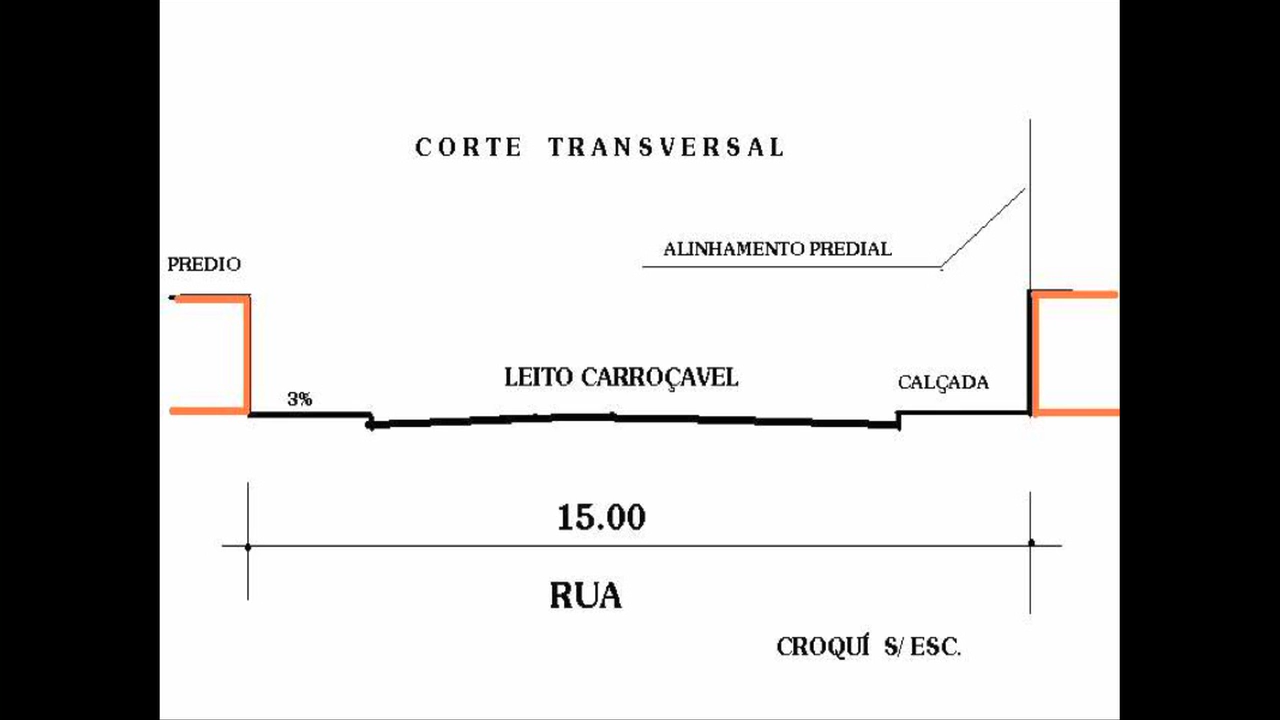 CORTE TRANSVERSAL
ALINHAMENTO PREDIAL
PREDIO
LEITO CARROÇAVEL
CALÇADA
3%
15.00
RUA
CROQUÍ S/ ESC.